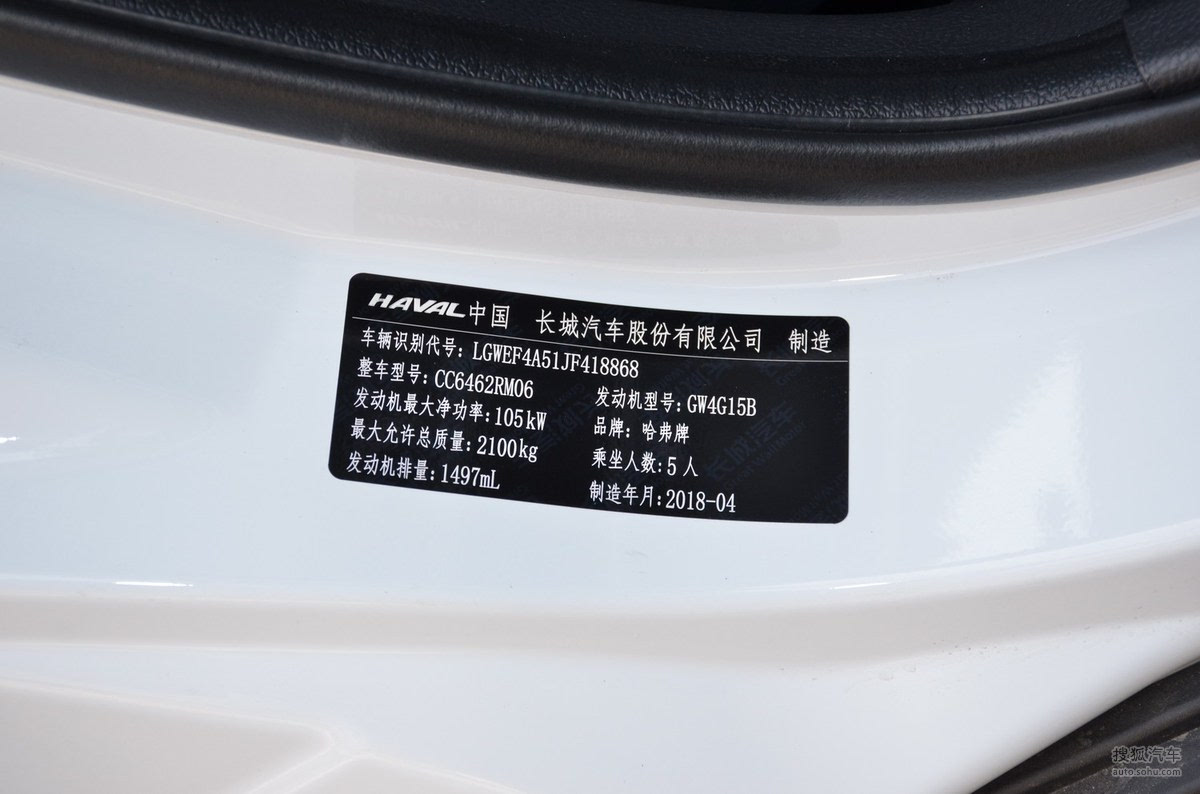 HAVAL中国 长城汽车股份有限公司 制造
车辆识别代号: LGWEF4A51JF418868
整车型号: CC6462RM06 发动机型号: GW4G15B
发动机最大净功率: 105kW 品牌: 哈弗牌
最大允许总质量: 2100kg 乘坐人数: 5人
发动机排量: 1497mL 制造年月: 2018-04
搜狐汽车
auto.sohu.com